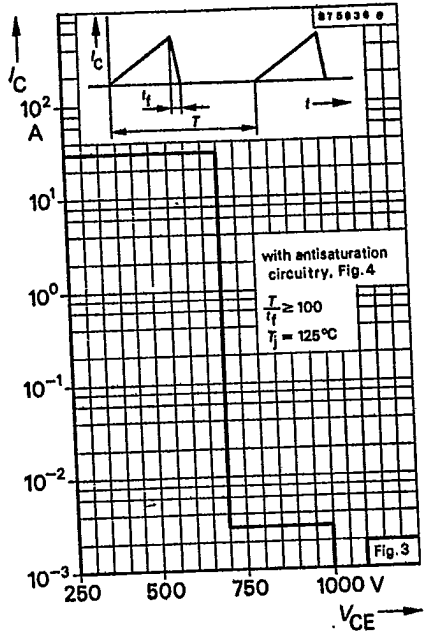 875836 e
I_C
I_C
t_f
T
t
10²
A
10¹
10⁰
10⁻¹
10⁻²
10⁻³
with antisaturation
circuitry, Fig.4
T/t_f ≥ 100
T_j = 125°C
Fig.3
250 500 750 1000 V
V_CE